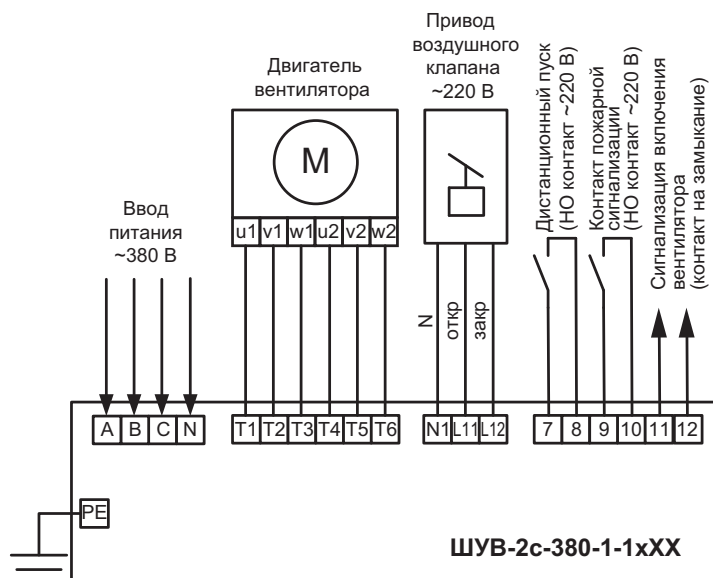 Привод
воздушного
клапана
~220 В
Двигатель
вентилятора
Ввод
питания
~380 В
M
u1 v1 w1 u2 v2 w2
N
откр
закр
Дистанционный пуск
(НО контакт ~220 В)
Контакт пожарной
сигнализации
(НО контакт ~220 В)
Сигнализация включения
вентилятора
(контакт на замыкание)
A B C N T1 T2 T3 T4 T5 T6 N1 L11 L12 7 8 9 10 11 12
PE
ШУВ-2с-380-1-1хХХ